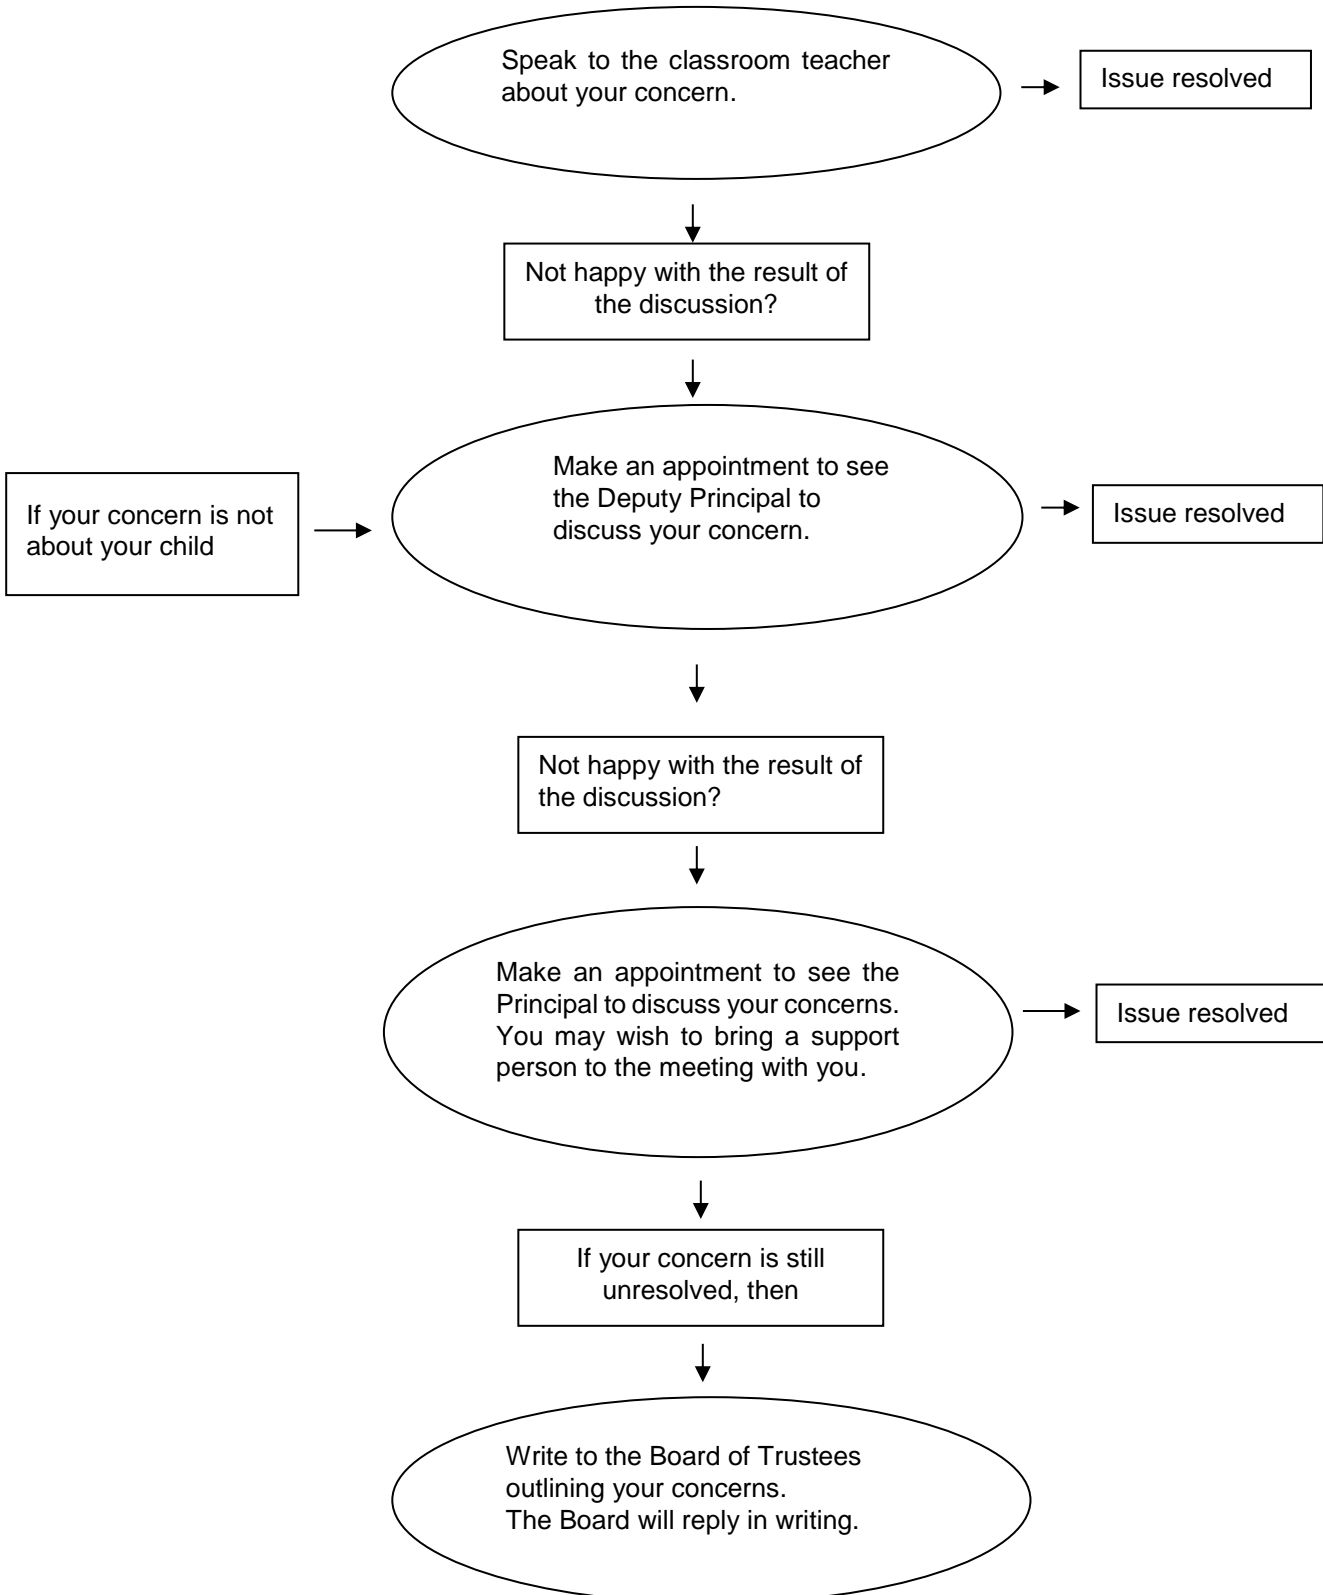 Speak to the classroom teacher
about your concern.
Issue resolved
Not happy with the result of
the discussion?
Make an appointment to see
the Deputy Principal to
discuss your concern.
If your concern is not
about your child
Issue resolved
Not happy with the result of
the discussion?
Make an appointment to see the
Principal to discuss your concerns.
You may wish to bring a support
person to the meeting with you.
Issue resolved
If your concern is still
unresolved, then
Write to the Board of Trustees
outlining your concerns.
The Board will reply in writing.